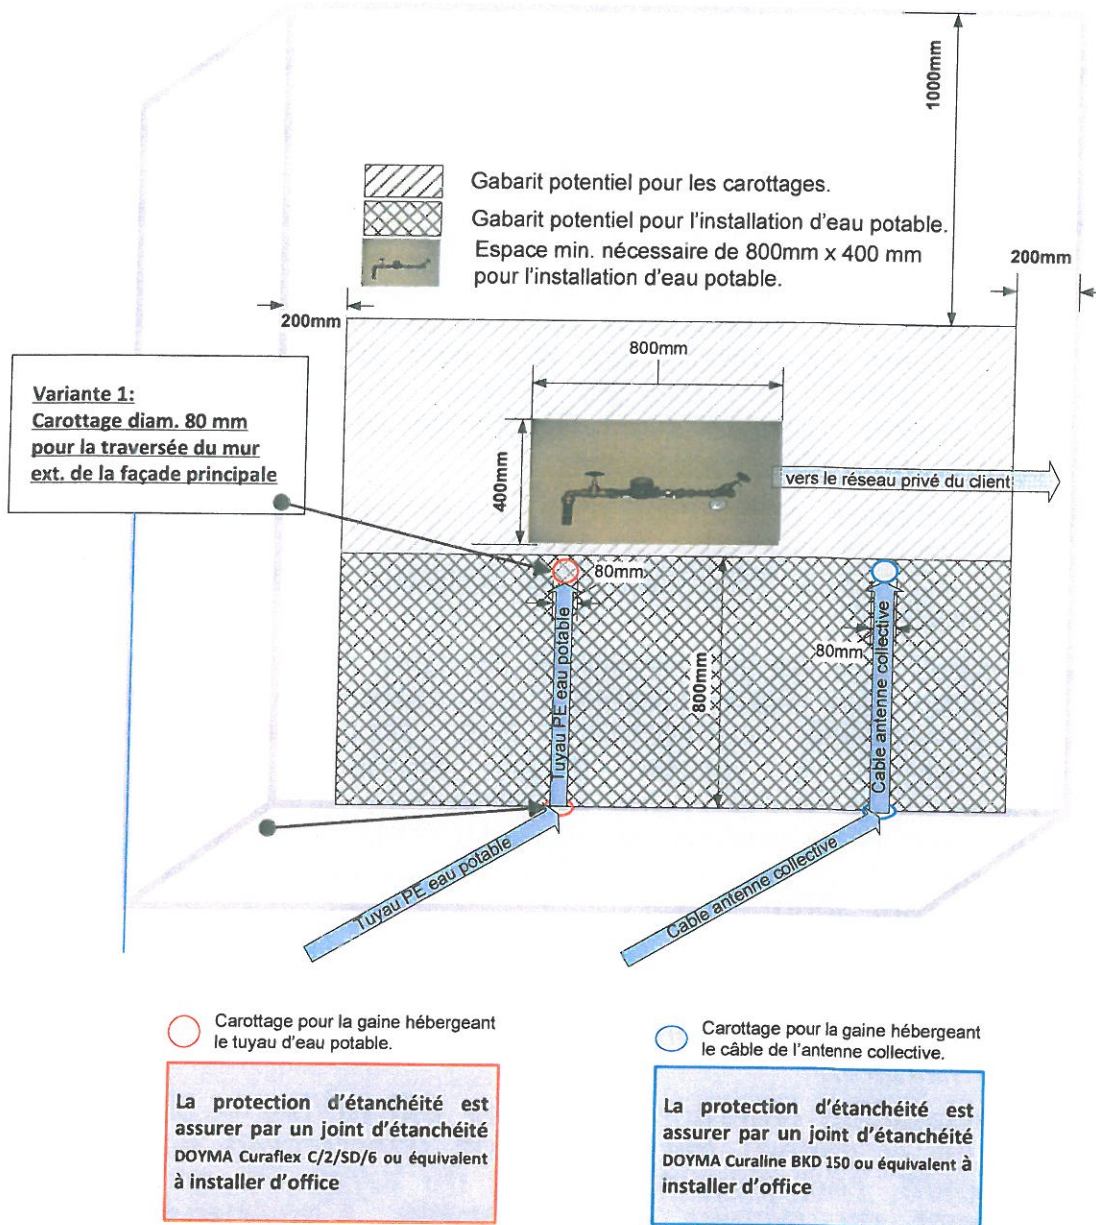 1000mm
Gabarit potentiel pour les carottages.
Gabarit potentiel pour l'installation d'eau potable.
Espace min. nécessaire de 800mm x 400 mm
pour l'installation d'eau potable.
200mm
200mm
800mm
Variante 1:
Carottage diam. 80 mm
pour la traversée du mur
ext. de la façade principale
400mm
vers le réseau privé du client
80mm
80mm
800mm
Tuyau PE eau potable
Cable antenne collective
Tuyau PE eau potable
Cable antenne collective
Carottage pour la gaine hébergeant
le tuyau d'eau potable.
La protection d'étanchéité est
assurer par un joint d'étanchéité
DOYMA Curaflex C/2/SD/6 ou équivalent
à installer d'office
Carottage pour la gaine hébergeant
le câble de l'antenne collective.
La protection d'étanchéité est
assurer par un joint d'étanchéité
DOYMA Curaline BKD 150 ou équivalent à
installer d'office